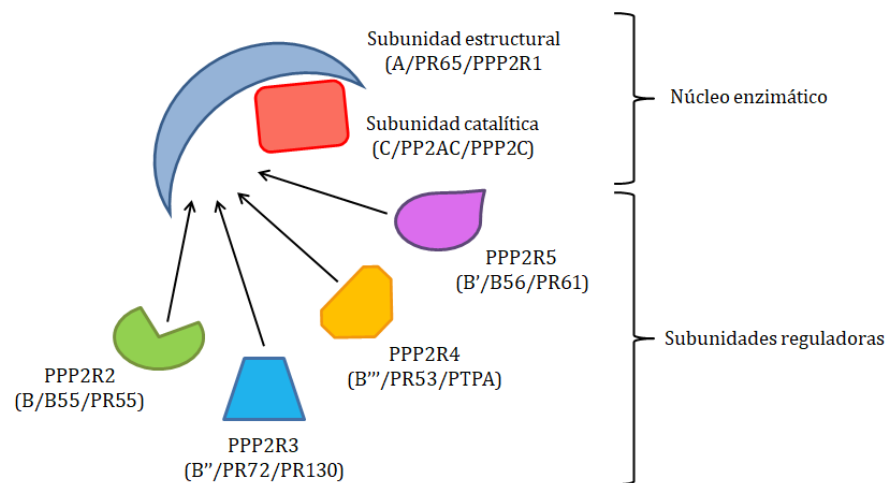 Subunidad estructural
(A/PR65/PPP2R1
Núcleo enzimático
Subunidad catalítica
(C/PP2AC/PPP2C)
PPP2R5
(B'/B56/PR61)
Subunidades reguladoras
PPP2R4
(B'''/PR53/PTPA)
PPP2R2
(B/B55/PR55)
PPP2R3
(B''/PR72/PR130)